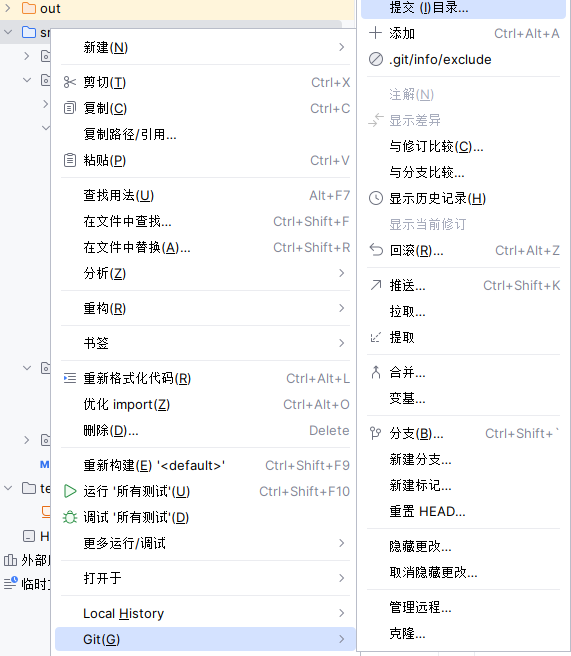 out
新建(N)
剪切(T) Ctrl+X
复制(C) Ctrl+C
复制路径/引用...
粘贴(P) Ctrl+V
查找用法(U) Alt+F7
在文件中查找... Ctrl+Shift+F
在文件中替换(A)... Ctrl+Shift+R
分析(Z)
重构(R)
书签
重新格式化代码(R) Ctrl+Alt+L
优化 import(Z) Ctrl+Alt+O
删除(D)... Delete
重新构建(E) '<default>' Ctrl+Shift+F9
运行 '所有测试'(U) Ctrl+Shift+F10
调试 '所有测试'(D)
更多运行/调试
打开于
Local History
Git(G)
提交 (I)目录...
添加 Ctrl+Alt+A
.git/info/exclude
注解(N)
显示差异
与修订比较(C)...
与分支比较...
显示历史记录(H)
显示当前修订
回滚(R)... Ctrl+Alt+Z
推送... Ctrl+Shift+K
拉取...
提取
合并...
变基...
分支(B)... Ctrl+Shift+`
新建分支...
新建标记...
重置 HEAD...
隐藏更改...
取消隐藏更改...
管理远程...
克隆...
M
te
H
外部
临时